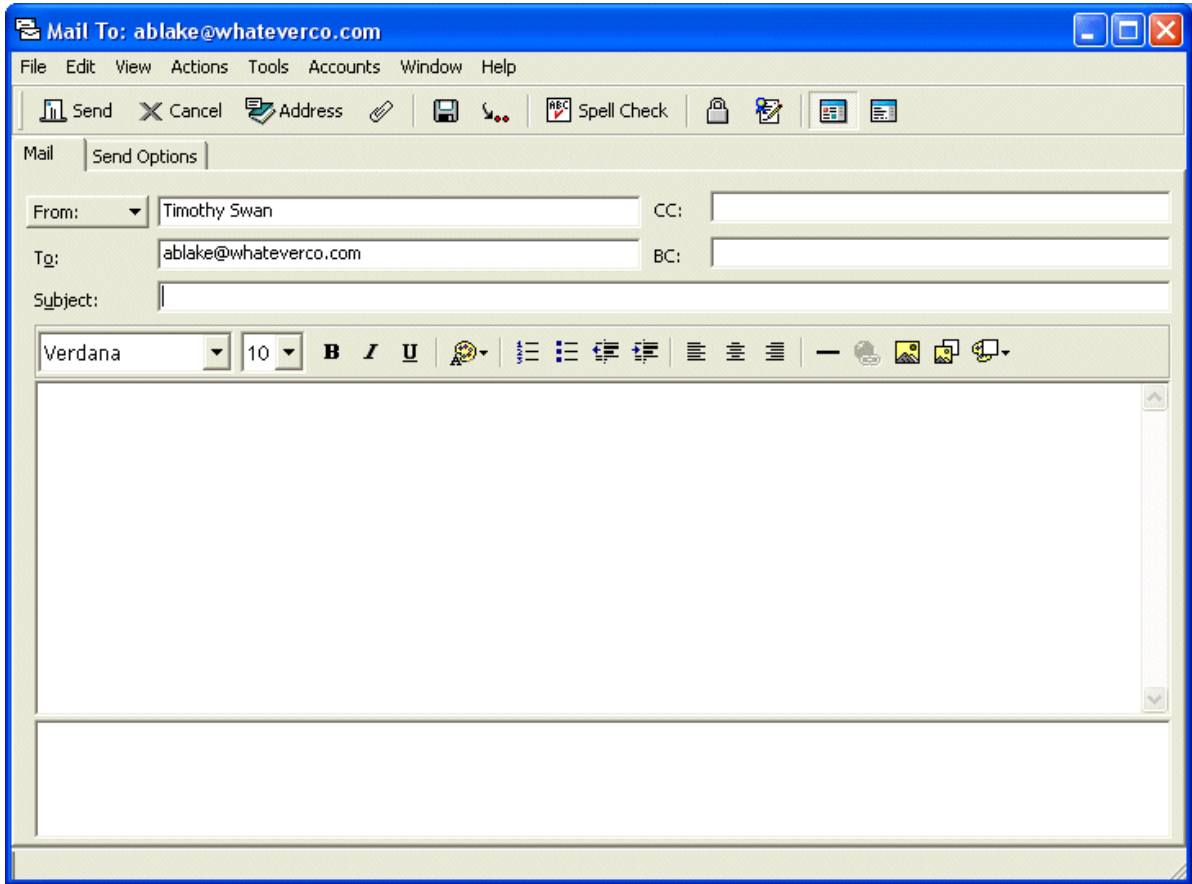 Mail To: ablake@whateverco.com
File Edit View Actions Tools Accounts Window Help
Send Cancel Address ABC Spell Check
Mail Send Options
From: Timothy Swan CC:
To: ablake@whateverco.com BC:
Subject:
Verdana 10 B I U